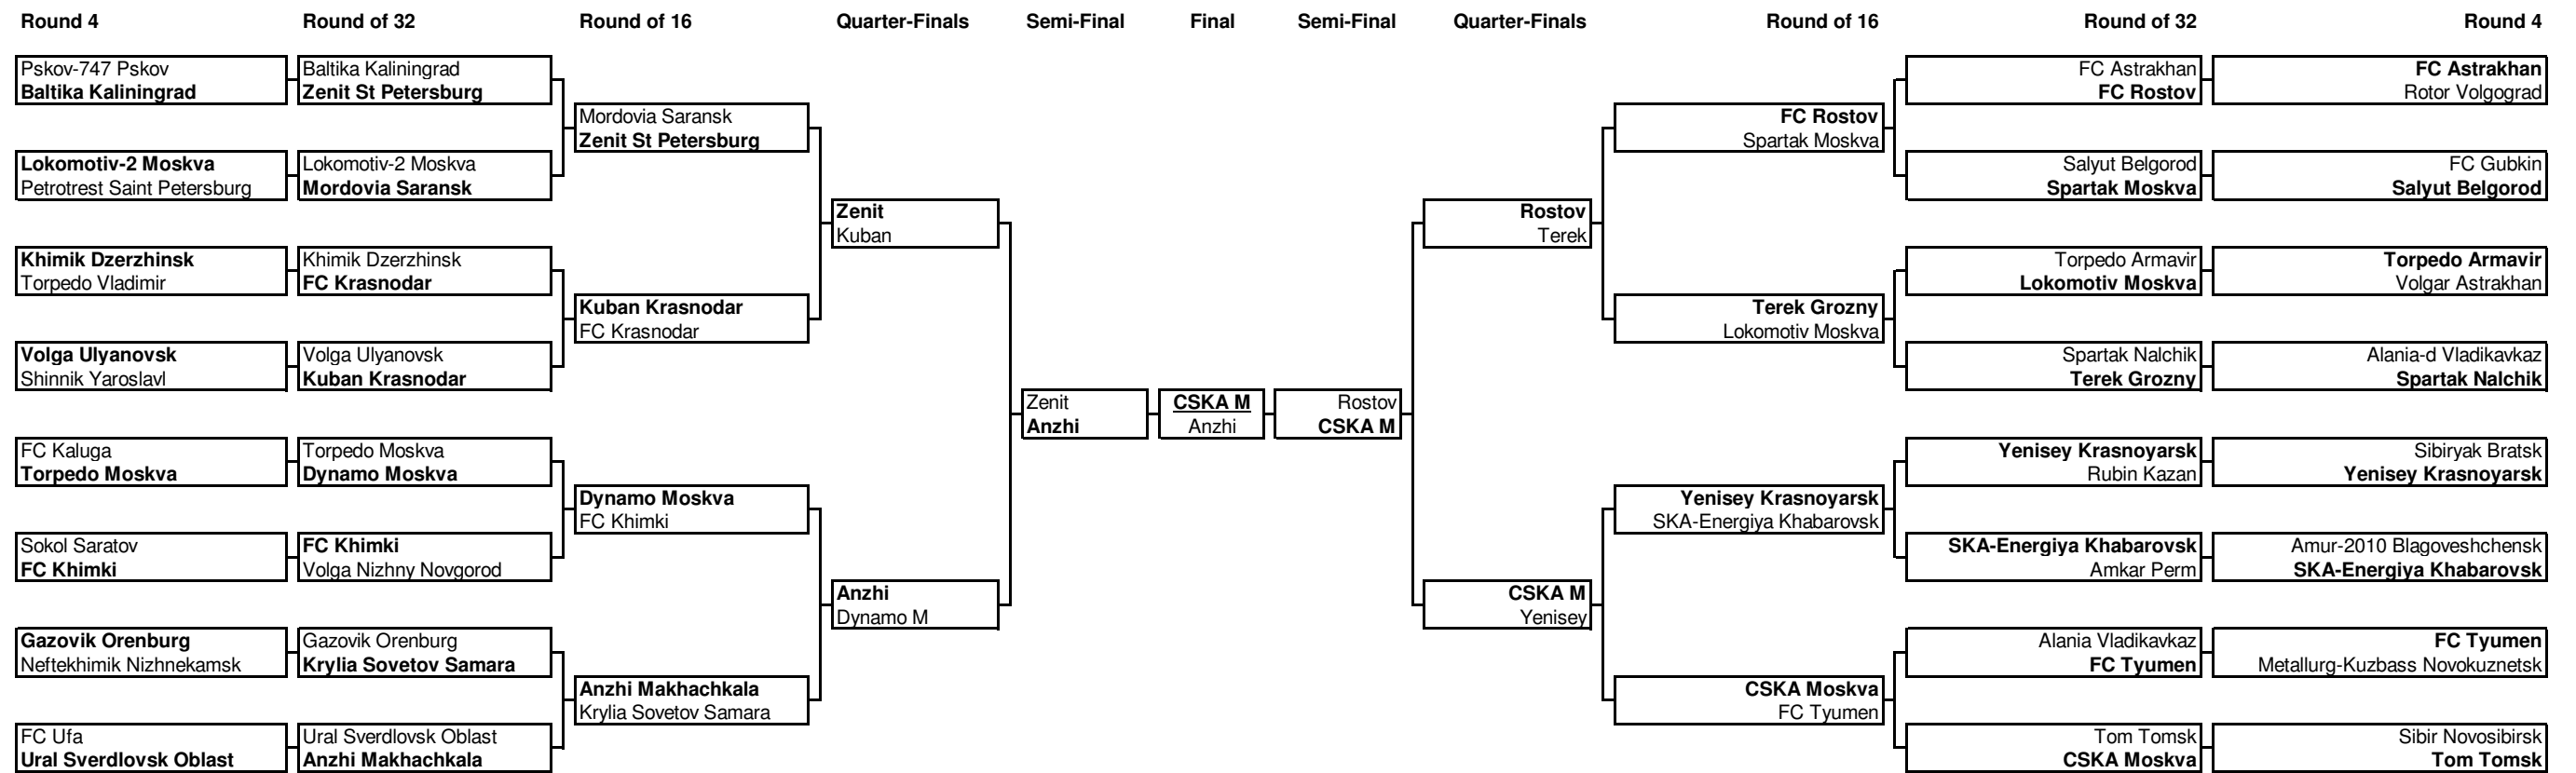 Round 4
Round of 32
Round of 16
Quarter-Finals
Semi-Final
Final
Semi-Final
Quarter-Finals
Round of 16
Round of 32
Round 4
Pskov-747 Pskov
Baltika Kaliningrad
Lokomotiv-2 Moskva
Petrotrest Saint Petersburg
Khimik Dzerzhinsk
Torpedo Vladimir
Volga Ulyanovsk
Shinnik Yaroslavl
FC Kaluga
Torpedo Moskva
Sokol Saratov
FC Khimki
Gazovik Orenburg
Neftekhimik Nizhnekamsk
FC Ufa
Ural Sverdlovsk Oblast
Baltika Kaliningrad
Zenit St Petersburg
Lokomotiv-2 Moskva
Mordovia Saransk
Khimik Dzerzhinsk
FC Krasnodar
Volga Ulyanovsk
Kuban Krasnodar
Torpedo Moskva
Dynamo Moskva
FC Khimki
Volga Nizhny Novgorod
Gazovik Orenburg
Krylia Sovetov Samara
Ural Sverdlovsk Oblast
Anzhi Makhachkala
Mordovia Saransk
Zenit St Petersburg
Kuban Krasnodar
FC Krasnodar
Dynamo Moskva
FC Khimki
Anzhi Makhachkala
Krylia Sovetov Samara
Zenit
Kuban
Anzhi
Dynamo M
Zenit
Anzhi
CSKA M
Anzhi
Rostov
CSKA M
Rostov
Terek
CSKA M
Yenisey
FC Rostov
Spartak Moskva
Terek Grozny
Lokomotiv Moskva
Yenisey Krasnoyarsk
SKA-Energiya Khabarovsk
CSKA Moskva
FC Tyumen
FC Astrakhan
FC Rostov
Salyut Belgorod
Spartak Moskva
Torpedo Armavir
Lokomotiv Moskva
Spartak Nalchik
Terek Grozny
Yenisey Krasnoyarsk
Rubin Kazan
SKA-Energiya Khabarovsk
Amkar Perm
Alania Vladikavkaz
FC Tyumen
Tom Tomsk
CSKA Moskva
FC Astrakhan
Rotor Volgograd
FC Gubkin
Salyut Belgorod
Torpedo Armavir
Volgar Astrakhan
Alania-d Vladikavkaz
Spartak Nalchik
Sibiryak Bratsk
Yenisey Krasnoyarsk
Amur-2010 Blagoveshchensk
SKA-Energiya Khabarovsk
FC Tyumen
Metallurg-Kuzbass Novokuznetsk
Sibir Novosibirsk
Tom Tomsk